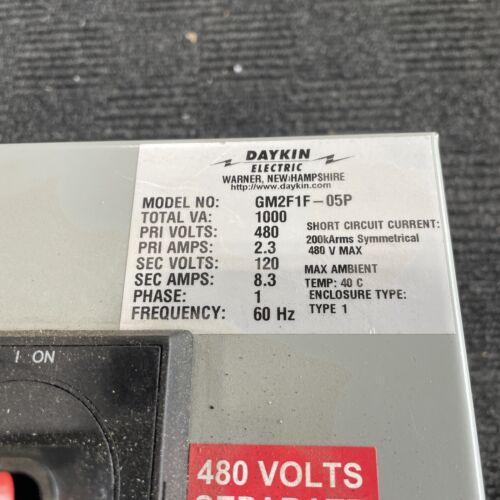 DAYKIN
ELECTRIC
WARNER, NEW HAMPSHIRE
http://www.daykin.com
MODEL NO: GM2F1F-05P
TOTAL VA: 1000
PRI VOLTS: 480
PRI AMPS: 2.3
SEC VOLTS: 120
SEC AMPS: 8.3
PHASE: 1
FREQUENCY: 60 Hz
SHORT CIRCUIT CURRENT:
200kArms Symmetrical
480 V MAX
MAX AMBIENT
TEMP: 40 C
ENCLOSURE TYPE:
TYPE 1
I ON
480 VOLTS